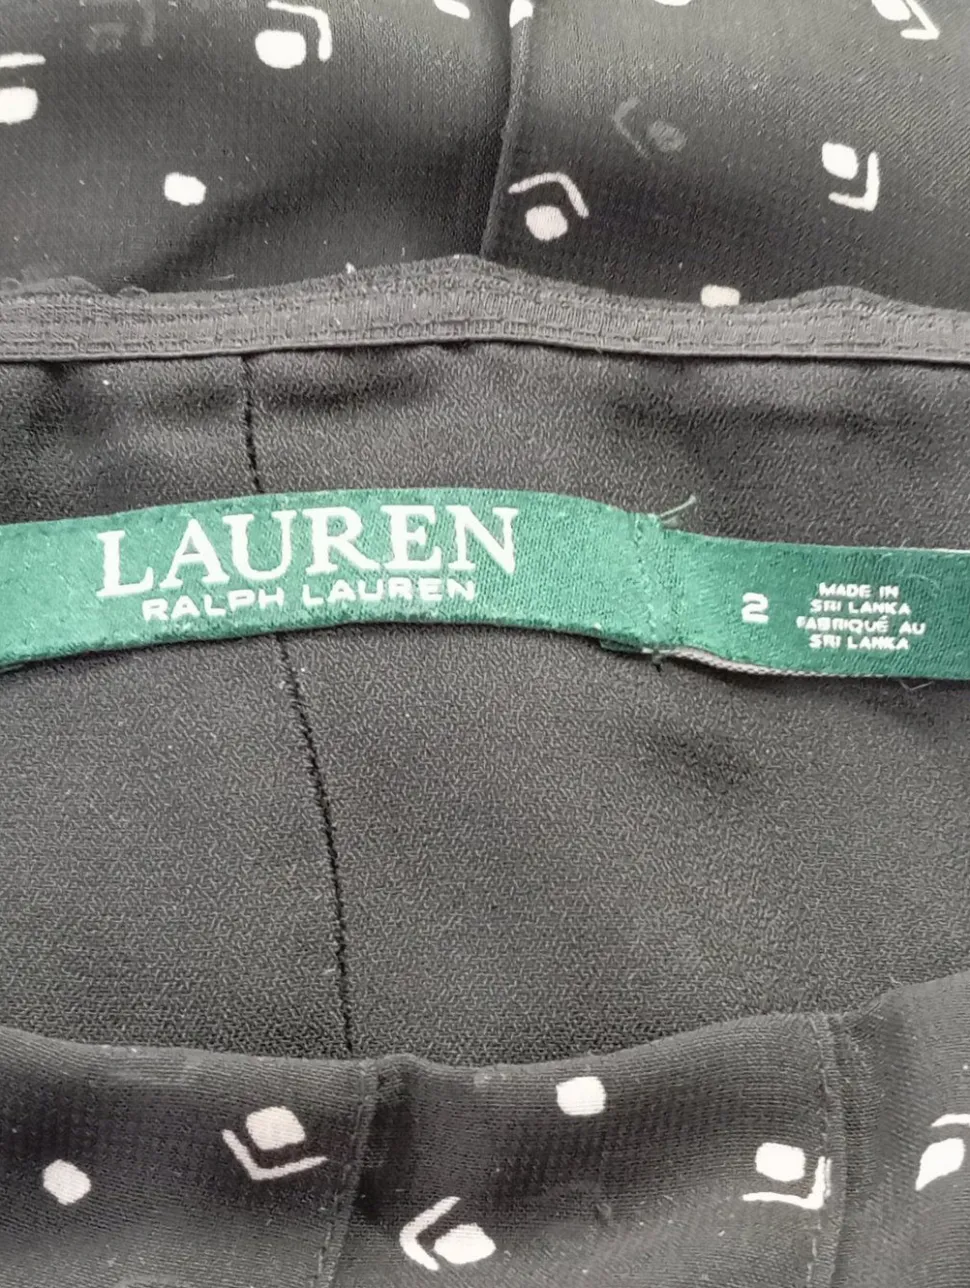 LAUREN
RALPH LAUREN
2
MADE IN
SRI LANKA
FABRIQUÉ AU
SRI LANKA